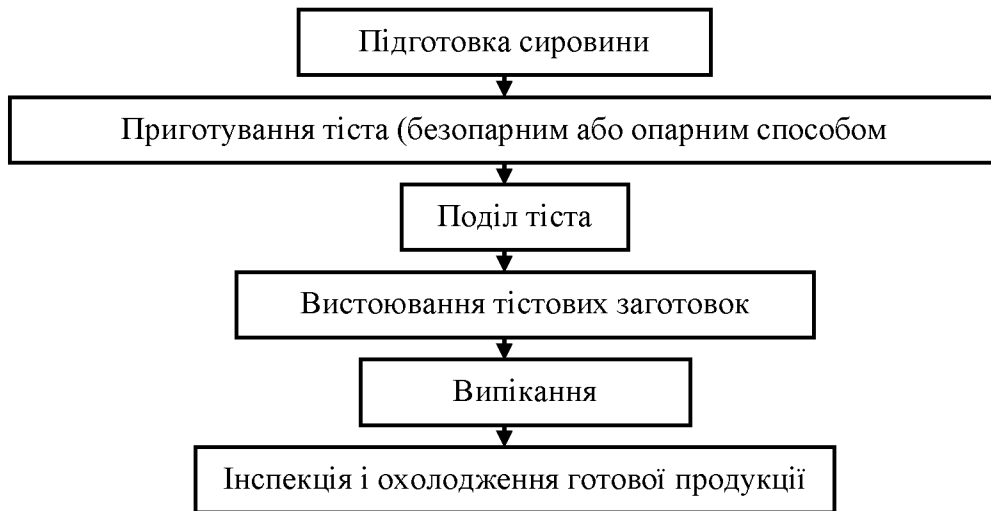 Підготовка сировини
Приготування тіста (безопарним або опарним способом
Поділ тіста
Вистоювання тістових заготовок
Випікання
Інспекція і охолодження готової продукції